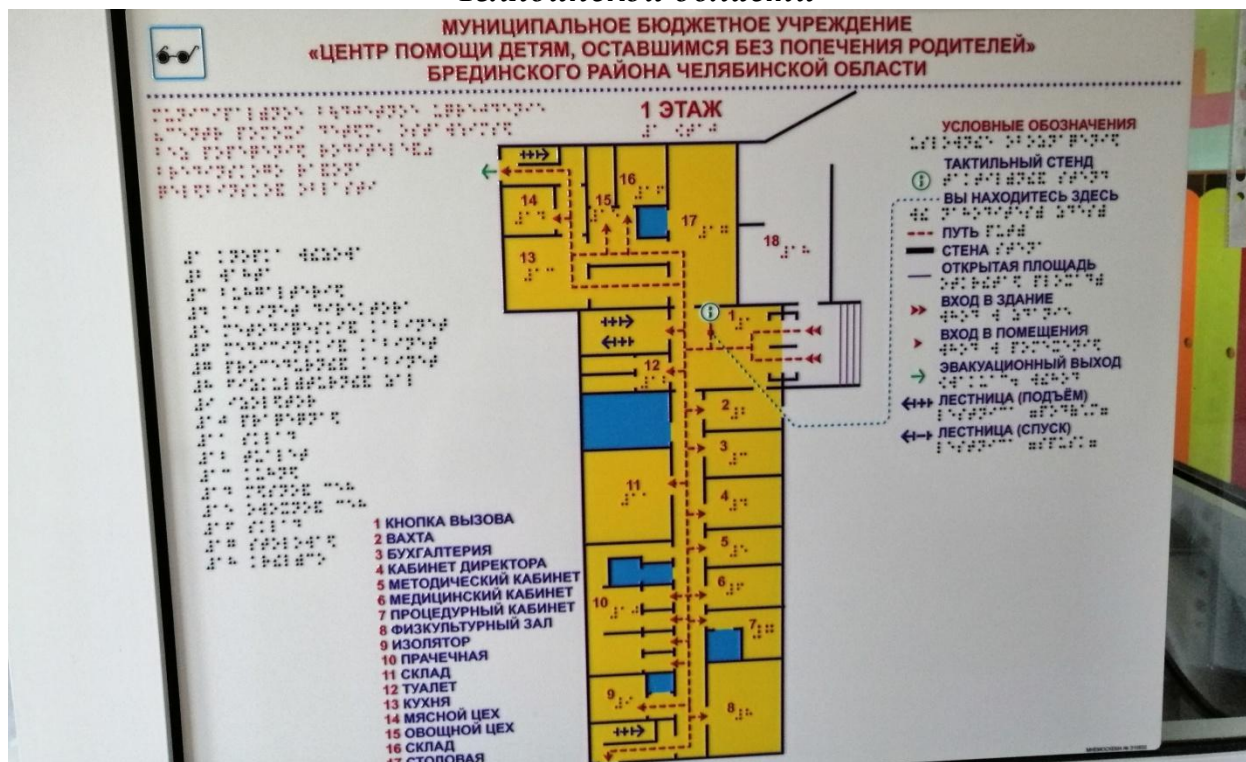 Челябинской области
МУНИЦИПАЛЬНОЕ БЮДЖЕТНОЕ УЧРЕЖДЕНИЕ
«ЦЕНТР ПОМОЩИ ДЕТЯМ, ОСТАВШИМСЯ БЕЗ ПОПЕЧЕНИЯ РОДИТЕЛЕЙ»
БРЕДИНСКОГО РАЙОНА ЧЕЛЯБИНСКОЙ ОБЛАСТИ
1 ЭТАЖ
16
14
15
17
13
18
1
12
2
3
11
4
5
6
10
7
9
8
УСЛОВНЫЕ ОБОЗНАЧЕНИЯ
ТАКТИЛЬНЫЙ СТЕНД
ВЫ НАХОДИТЕСЬ ЗДЕСЬ
ПУТЬ
СТЕНА
ОТКРЫТАЯ ПЛОЩАДЬ
ВХОД В ЗДАНИЕ
ВХОД В ПОМЕЩЕНИЯ
ЭВАКУАЦИОННЫЙ ВЫХОД
ЛЕСТНИЦА (ПОДЪЁМ)
ЛЕСТНИЦА (СПУСК)
1 КНОПКА ВЫЗОВА
2 ВАХТА
3 БУХГАЛТЕРИЯ
4 КАБИНЕТ ДИРЕКТОРА
5 МЕТОДИЧЕСКИЙ КАБИНЕТ
6 МЕДИЦИНСКИЙ КАБИНЕТ
7 ПРОЦЕДУРНЫЙ КАБИНЕТ
8 ФИЗКУЛЬТУРНЫЙ ЗАЛ
9 ИЗОЛЯТОР
10 ПРАЧЕЧНАЯ
11 СКЛАД
12 ТУАЛЕТ
13 КУХНЯ
14 МЯСНОЙ ЦЕХ
15 ОВОЩНОЙ ЦЕХ
16 СКЛАД
17 СТОЛОВАЯ